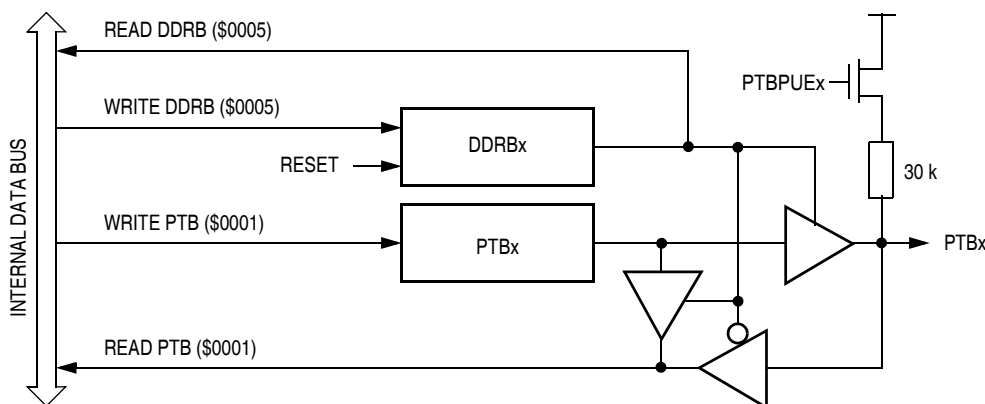 READ DDRB ($0005)
PTBPUEx
WRITE DDRB ($0005)
DDRBx
RESET
30 k
WRITE PTB ($0001)
PTBx
PTBx
READ PTB ($0001)
INTERNAL DATA BUS